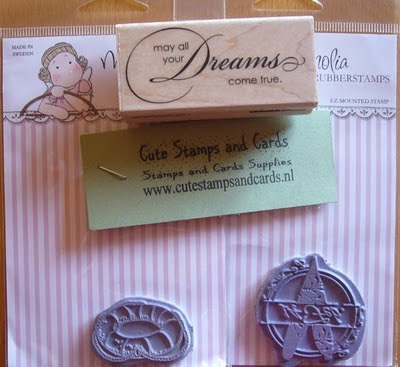 MADE IN
SWEDEN
may all
your Dreams
come true.
nolia
RUBBERSTAMPS
EZ MOUNTED STAMP
Cute Stamps and Cards
Stamps and Cards Supplies
www.cutestampsandcards.nl